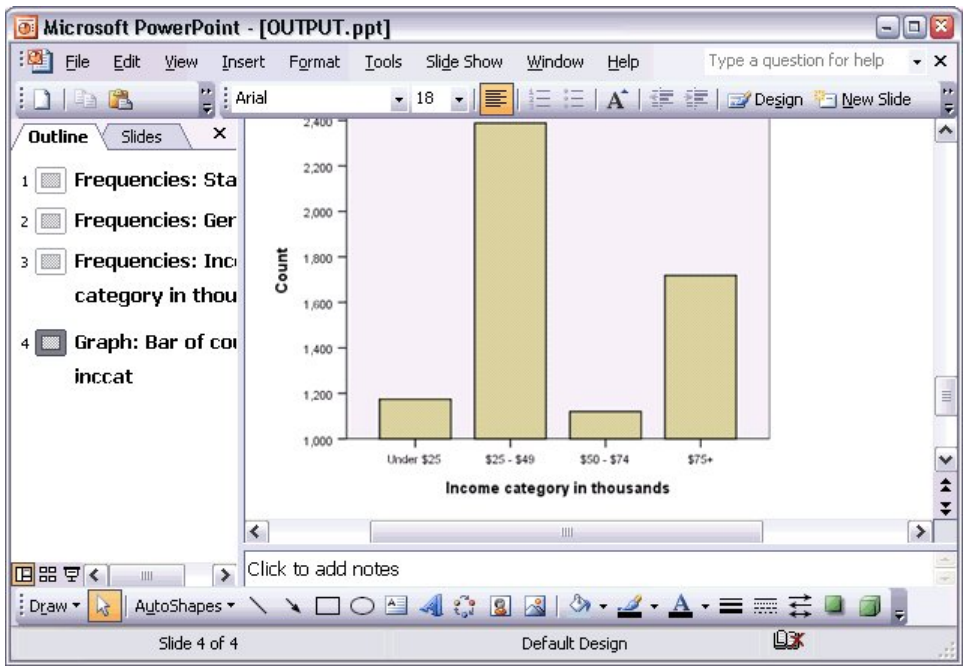 Microsoft PowerPoint - [OUTPUT.ppt]
File Edit View Insert Format Tools Slide Show Window Help Type a question for help
Arial 18 A Design New Slide
Outline Slides
1 Frequencies: Sta
2 Frequencies: Ger
3 Frequencies: Inc
category in thou
4 Graph: Bar of cou
inccat
2,400
2,200
2,000
1,800
1,600
1,400
1,200
1,000
Count
Under $25 $25 - $49 $50 - $74 $75+
Income category in thousands
Click to add notes
Draw AutoShapes A
Slide 4 of 4 Default Design